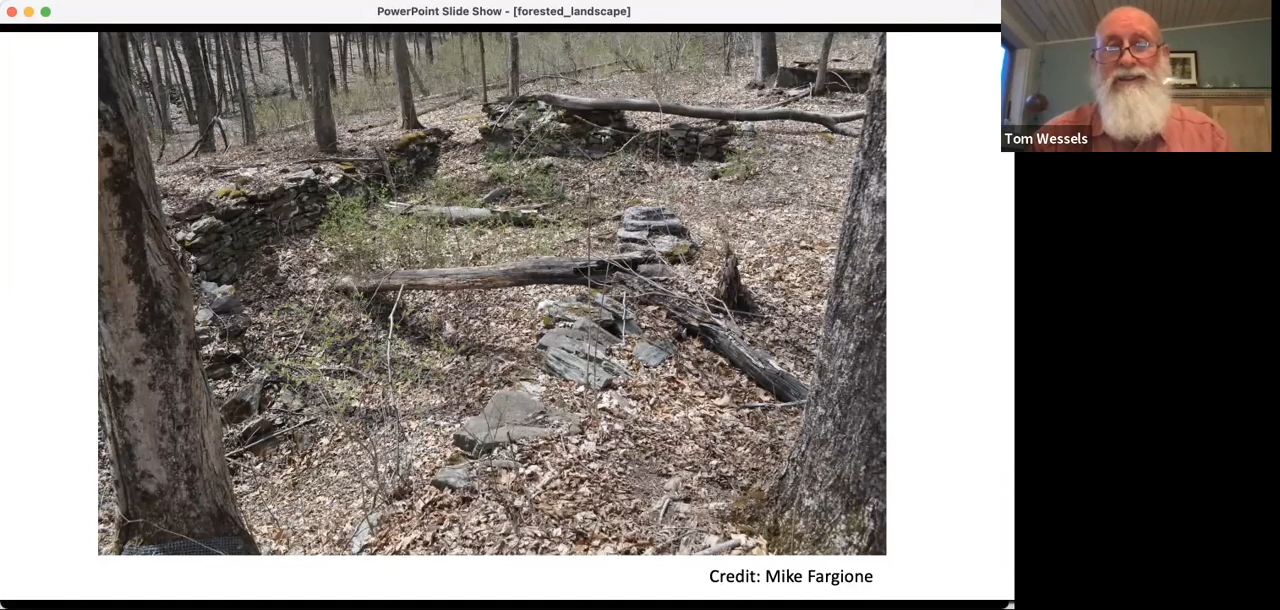 PowerPoint Slide Show - [forested_landscape]
Tom Wessels
Credit: Mike Fargione